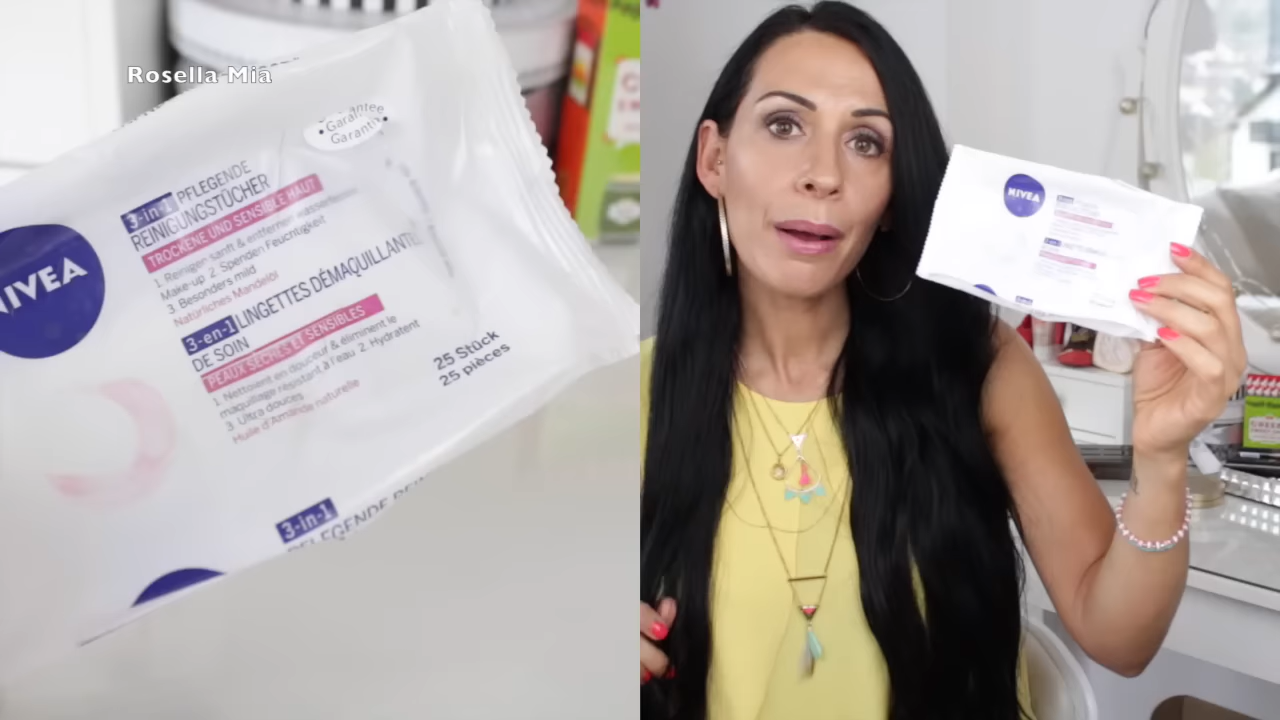 Rosella Mia
Garantie
NIVEA
3-in-1 PFLEGENDE
REINIGUNGSTÜCHER
TROCKENE UND SENSIBLE HAUT
1. Reinigen sanft & entfernen
Make-up 2. Spenden Feuchtigkeit
3. Besonders mild
Natürliches Mandelöl
3-en-1 LINGETTES DÉMAQUILLANTES
DE SOIN
PEAUX SÈCHES ET SENSIBLES
1. Nettoient en douceur & éliminent le
maquillage résistant à l'eau 2. Hydratent
3. Ultra douces
Huile d'Amande naturelle
25 Stück
25 pièces
3-in-1
PFLEGENDE
NIVEA